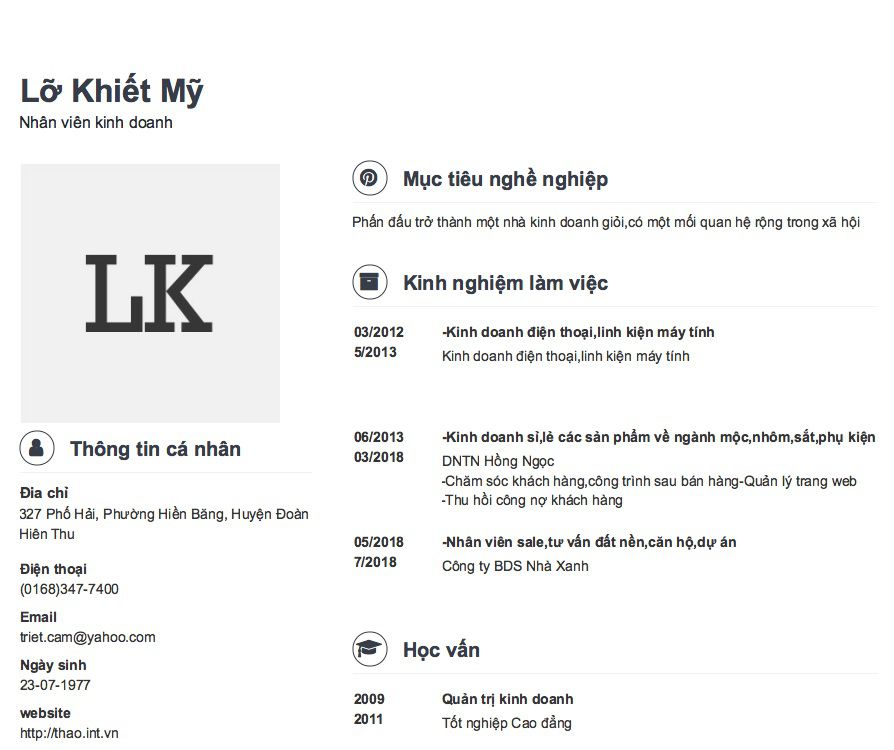 Lỡ Khiết Mỹ
Nhân viên kinh doanh
LK
Thông tin cá nhân
Đia chỉ
327 Phố Hải, Phường Hiền Băng, Huyện Đoàn
Hiên Thu
Điện thoại
(0168)347-7400
Email
triet.cam@yahoo.com
Ngày sinh
23-07-1977
website
http://thao.int.vn
Mục tiêu nghề nghiệp
Phấn đấu trở thành một nhà kinh doanh giỏi,có một mối quan hệ rộng trong xã hội
Kinh nghiệm làm việc
03/2012 -Kinh doanh điện thoại,linh kiện máy tính
5/2013 Kinh doanh điện thoại,linh kiện máy tính
06/2013 -Kinh doanh sỉ,lẻ các sản phẩm về ngành mộc,nhôm,sắt,phụ kiện
03/2018 DNTN Hồng Ngọc
-Chăm sóc khách hàng,công trình sau bán hàng-Quản lý trang web
-Thu hồi công nợ khách hàng
05/2018 -Nhân viên sale,tư vấn đất nền,căn hộ,dự án
7/2018 Công ty BDS Nhà Xanh
Học vấn
2009 Quản trị kinh doanh
2011 Tốt nghiệp Cao đẳng